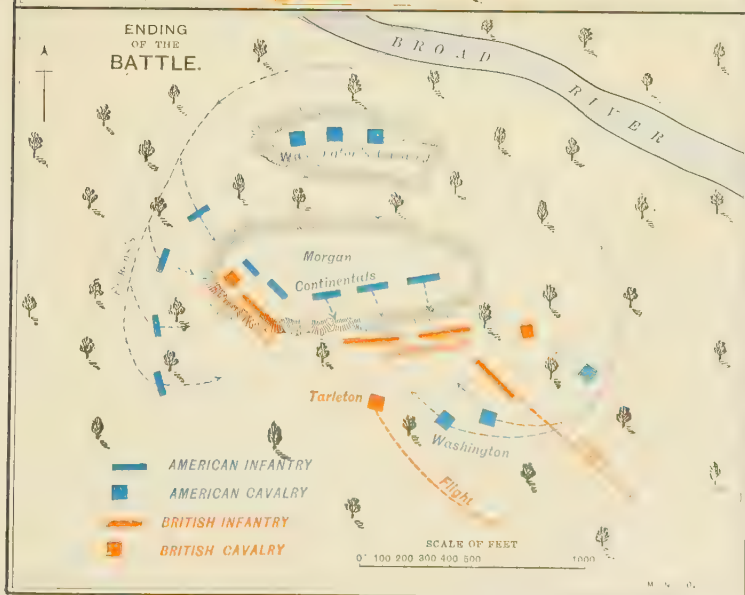 ENDING
OF THE
BATTLE.
BROAD
RIVER
Morgan
Continentals
Tarleton
Washington
Flight
AMERICAN INFANTRY
AMERICAN CAVALRY
BRITISH INFANTRY
BRITISH CAVALRY
SCALE OF FEET
0 100 200 300 400 500 1000